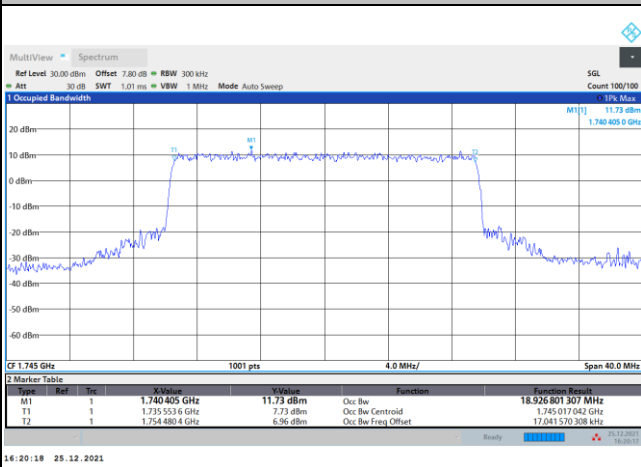 MultiView Spectrum
Ref Level 30.00 dBm Offset 7.80 dB RBW 300 kHz SGL
Att 30 dB SWT 1.01 ms VBW 1 MHz Mode Auto Sweep Count 100/100
1 Occupied Bandwidth 1Pk Max
M1[1] 11.73 dBm
1.740 405 0 GHz
20 dBm
M1
T1 T2
10 dBm
0 dBm
-10 dBm
-20 dBm
-30 dBm
-40 dBm
-50 dBm
-60 dBm
CF 1.745 GHz 1001 pts 4.0 MHz/ Span 40.0 MHz
2 Marker Table
Type Ref Trc X-Value Y-Value Function Function Result
M1 1 1.740 405 GHz 11.73 dBm Occ Bw 18.926 801 307 MHz
T1 1 1.735 553 6 GHz 7.73 dBm Occ Bw Centroid 1.745 017 042 GHz
T2 1 1.754 480 4 GHz 6.96 dBm Occ Bw Freq Offset 17.041 570 308 kHz
Ready 25.12.2021
16:20:17
16:20:18 25.12.2021